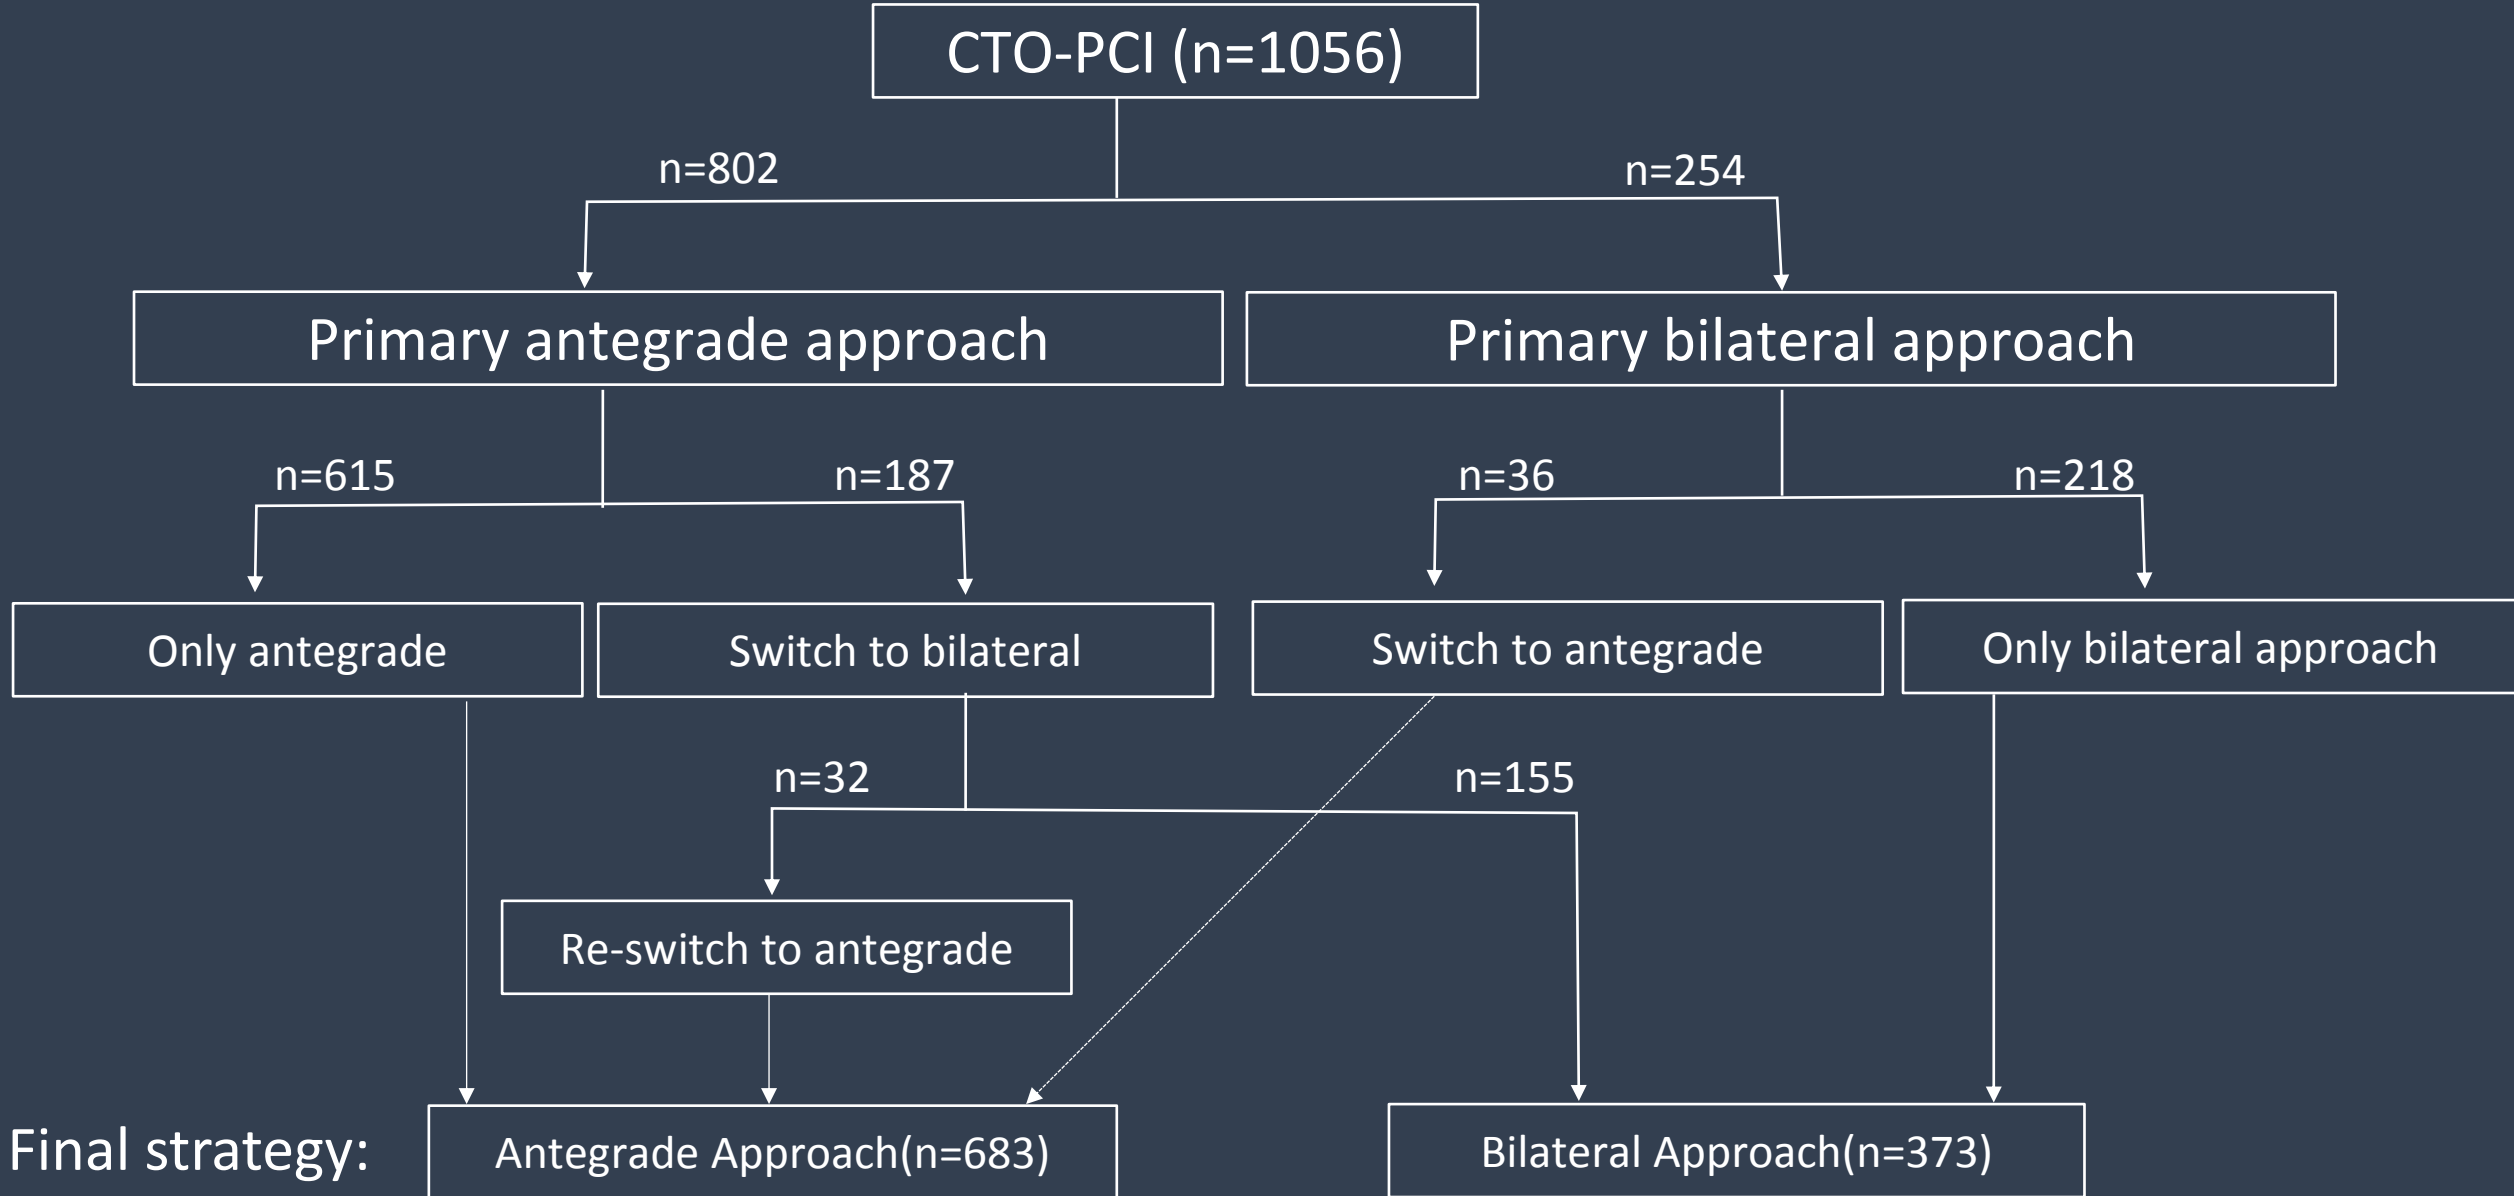 CTO-PCI (n=1056)
n=802
n=254
Primary antegrade approach
Primary bilateral approach
n=615
n=187
n=36
n=218
Only antegrade
Switch to bilateral
Switch to antegrade
Only bilateral approach
n=32
n=155
Re-switch to antegrade
Final strategy:
Antegrade Approach(n=683)
Bilateral Approach(n=373)